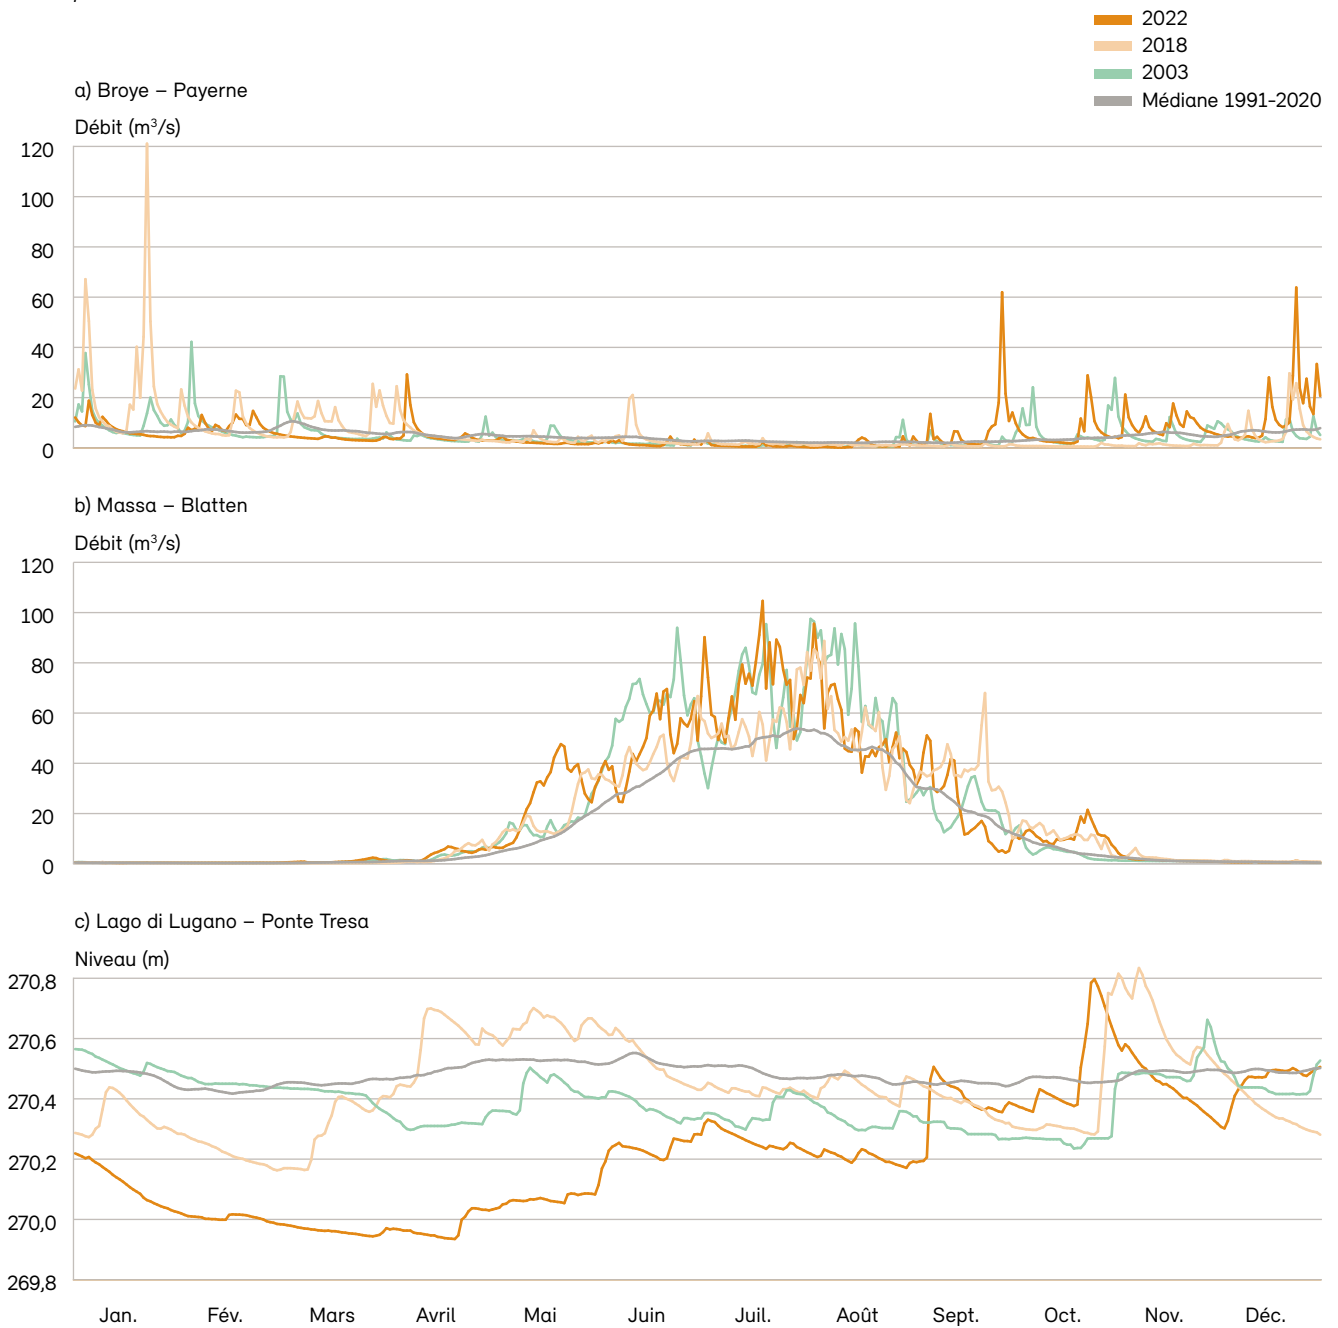 2022
2018
2003
Médiane 1991-2020
a) Broye – Payerne
Débit (m³/s)
120
100
80
60
40
20
0
b) Massa – Blatten
Débit (m³/s)
120
100
80
60
40
20
0
c) Lago di Lugano – Ponte Tresa
Niveau (m)
270,8
270,6
270,4
270,2
270,0
269,8
Jan. Fév. Mars Avril Mai Juin Juil. Août Sept. Oct. Nov. Déc.